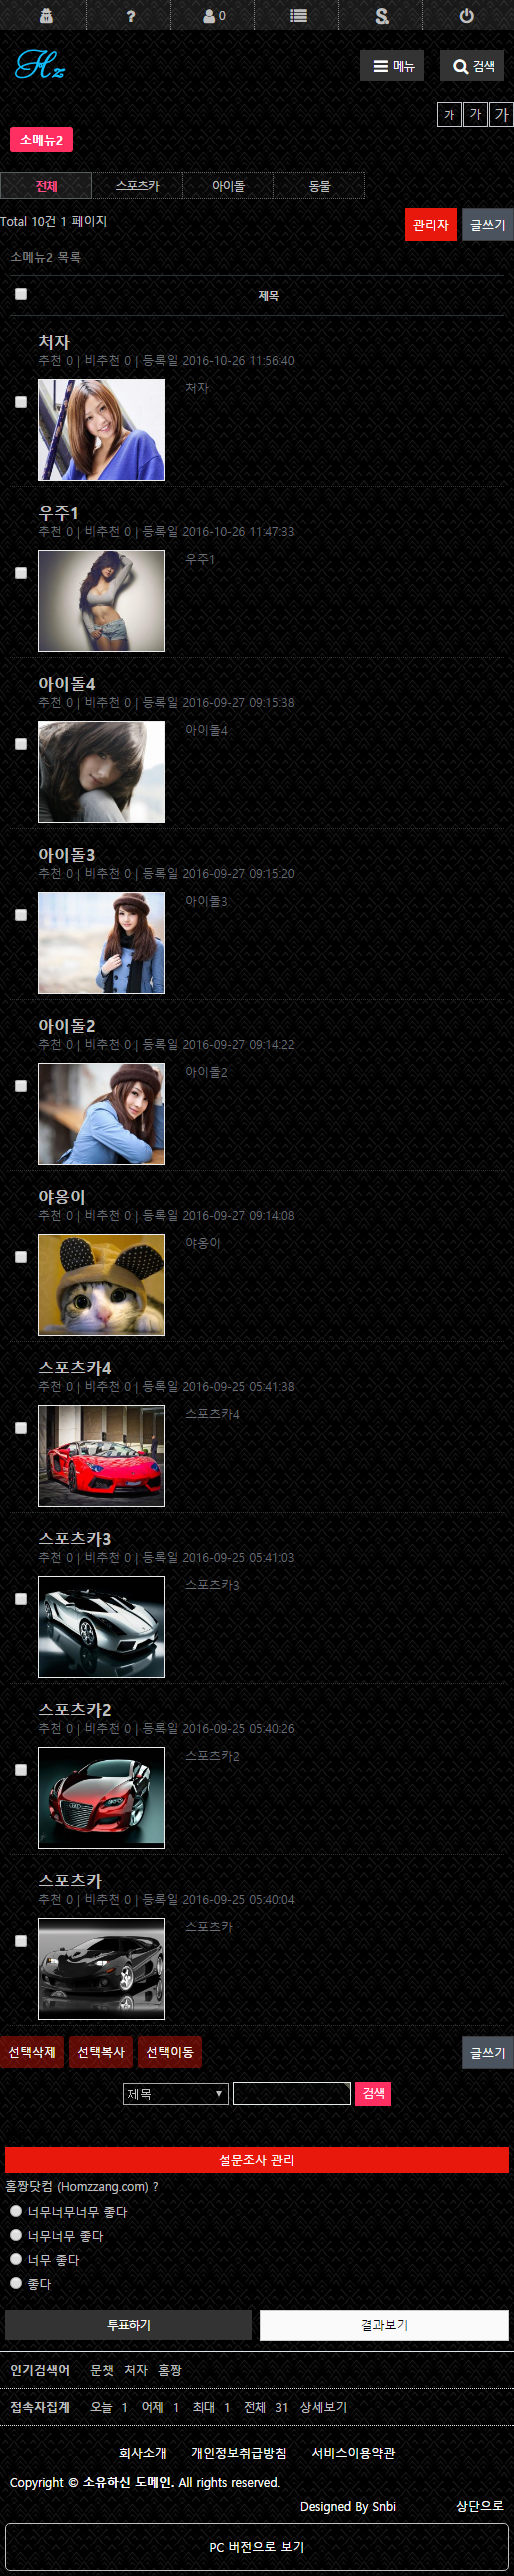 ? 0
Hz 메뉴 검색
가 가 가
소메뉴2
전체 스포츠카 아이돌 동물
Total 10건 1 페이지 관리자 글쓰기
소메뉴2 목록
제목
처자
추천 0 | 비추천 0 | 등록일 2016-10-26 11:56:40
처자
우주1
추천 0 | 비추천 0 | 등록일 2016-10-26 11:47:33
우주1
아이돌4
추천 0 | 비추천 0 | 등록일 2016-09-27 09:15:38
아이돌4
아이돌3
추천 0 | 비추천 0 | 등록일 2016-09-27 09:15:20
아이돌3
아이돌2
추천 0 | 비추천 0 | 등록일 2016-09-27 09:14:22
아이돌2
야옹이
추천 0 | 비추천 0 | 등록일 2016-09-27 09:14:08
야옹이
스포츠카4
추천 0 | 비추천 0 | 등록일 2016-09-25 05:41:38
스포츠카4
스포츠카3
추천 0 | 비추천 0 | 등록일 2016-09-25 05:41:03
스포츠카3
스포츠카2
추천 0 | 비추천 0 | 등록일 2016-09-25 05:40:26
스포츠카2
스포츠카
추천 0 | 비추천 0 | 등록일 2016-09-25 05:40:04
스포츠카
선택삭제 선택복사 선택이동 글쓰기
제목 검색
설문조사 관리
홈짱닷컴 (Homzzang.com) ?
너무너무너무 좋다
너무너무 좋다
너무 좋다
좋다
투표하기 결과보기
인기검색어 문챗 처자 홈짱
접속자집계 오늘 1 어제 1 최대 1 전체 31 상세보기
회사소개 개인정보취급방침 서비스이용약관
Copyright © 소유하신 도메인. All rights reserved.
Designed By Snbi 상단으로
PC 버전으로 보기